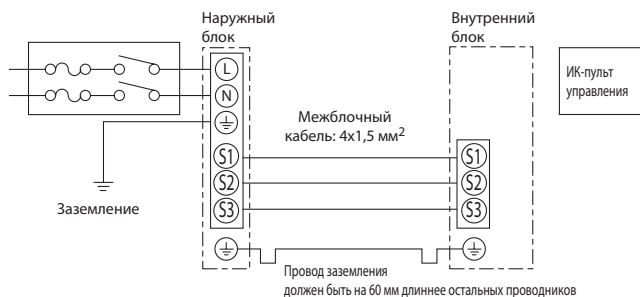 Наружный
блок
Внутренний
блок
ИК-пульт
управления
L
N
Межблочный
кабель: 4x1,5 мм²
S1
S2
S3
S1
S2
S3
Заземление
Провод заземления
должен быть на 60 мм длиннее остальных проводников